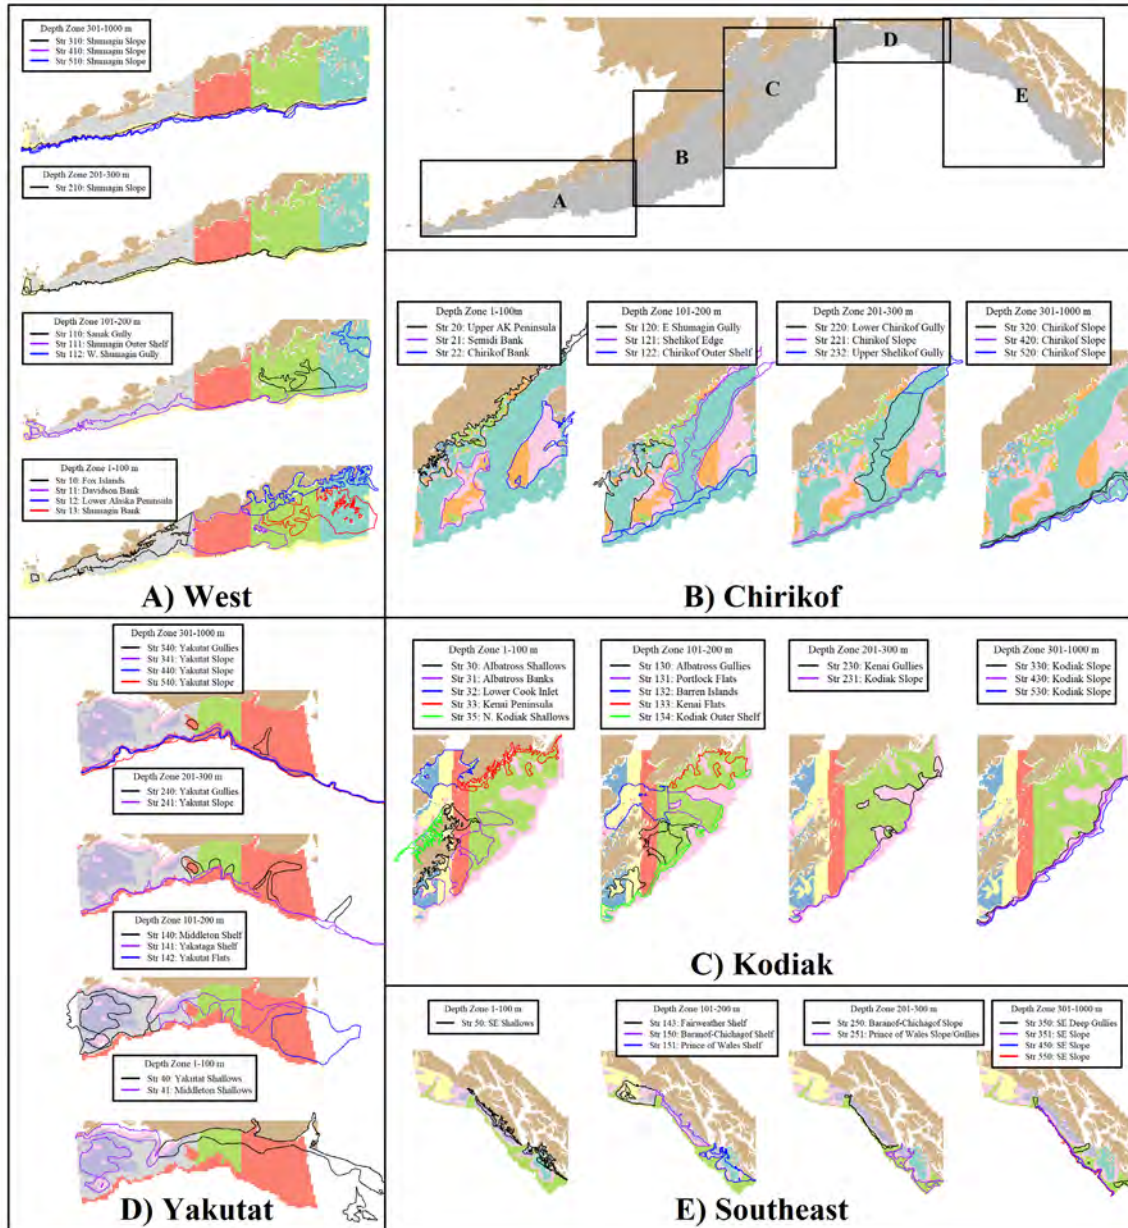 Depth Zone 301-1000 m
Str 310: Shumagin Slope
Str 410: Shumagin Slope
Str 510: Shumagin Slope
Depth Zone 201-300 m
Str 210: Shumagin Slope
Depth Zone 101-200 m
Str 110: Sanak Gully
Str 111: Shumagin Outer Shelf
Str 112: W. Shumagin Gully
Depth Zone 1-100 m
Str 10: Fox Islands
Str 11: Davidson Bank
Str 12: Lower Alaska Peninsula
Str 13: Shumagin Bank
A) West
A
B
C
D
E
Depth Zone 1-100m
Str 20: Upper AK Peninsula
Str 21: Semidi Bank
Str 22: Chirikof Bank
Depth Zone 101-200 m
Str 120: E Shumagin Gully
Str 121: Shelikof Edge
Str 122: Chirikof Outer Shelf
Depth Zone 201-300 m
Str 220: Lower Chirikof Gully
Str 221: Chirikof Slope
Str 232: Upper Shelikof Gully
Depth Zone 301-1000 m
Str 320: Chirikof Slope
Str 420: Chirikof Slope
Str 520: Chirikof Slope
B) Chirikof
Depth Zone 301-1000 m
Str 340: Yakutat Gullies
Str 341: Yakutat Slope
Str 440: Yakutat Slope
Str 540: Yakutat Slope
Depth Zone 201-300 m
Str 240: Yakutat Gullies
Str 241: Yakutat Slope
Depth Zone 101-200 m
Str 140: Middleton Shelf
Str 141: Yakataga Shelf
Str 142: Yakutat Flats
Depth Zone 1-100 m
Str 40: Yakutat Shallows
Str 41: Middleton Shallows
D) Yakutat
Depth Zone 1-100 m
Str 30: Albatross Shallows
Str 31: Albatross Banks
Str 32: Lower Cook Inlet
Str 33: Kenai Peninsula
Str 35: N. Kodiak Shallows
Depth Zone 101-200 m
Str 130: Albatross Gullies
Str 131: Portlock Flats
Str 132: Barren Islands
Str 133: Kenai Flats
Str 134: Kodiak Outer Shelf
Depth Zone 201-300 m
Str 230: Kenai Gullies
Str 231: Kodiak Slope
Depth Zone 301-1000 m
Str 330: Kodiak Slope
Str 430: Kodiak Slope
Str 530: Kodiak Slope
C) Kodiak
Depth Zone 1-100 m
Str 50: SE Shallows
Depth Zone 101-200 m
Str 143: Fairweather Shelf
Str 150: Baranof-Chichagof Shelf
Str 151: Prince of Wales Shelf
Depth Zone 201-300 m
Str 250: Baranof-Chichagof Slope
Str 251: Prince of Wales Slope/Gullies
Depth Zone 301-1000 m
Str 350: SE Deep Gullies
Str 351: SE Slope
Str 450: SE Slope
Str 550: SE Slope
E) Southeast